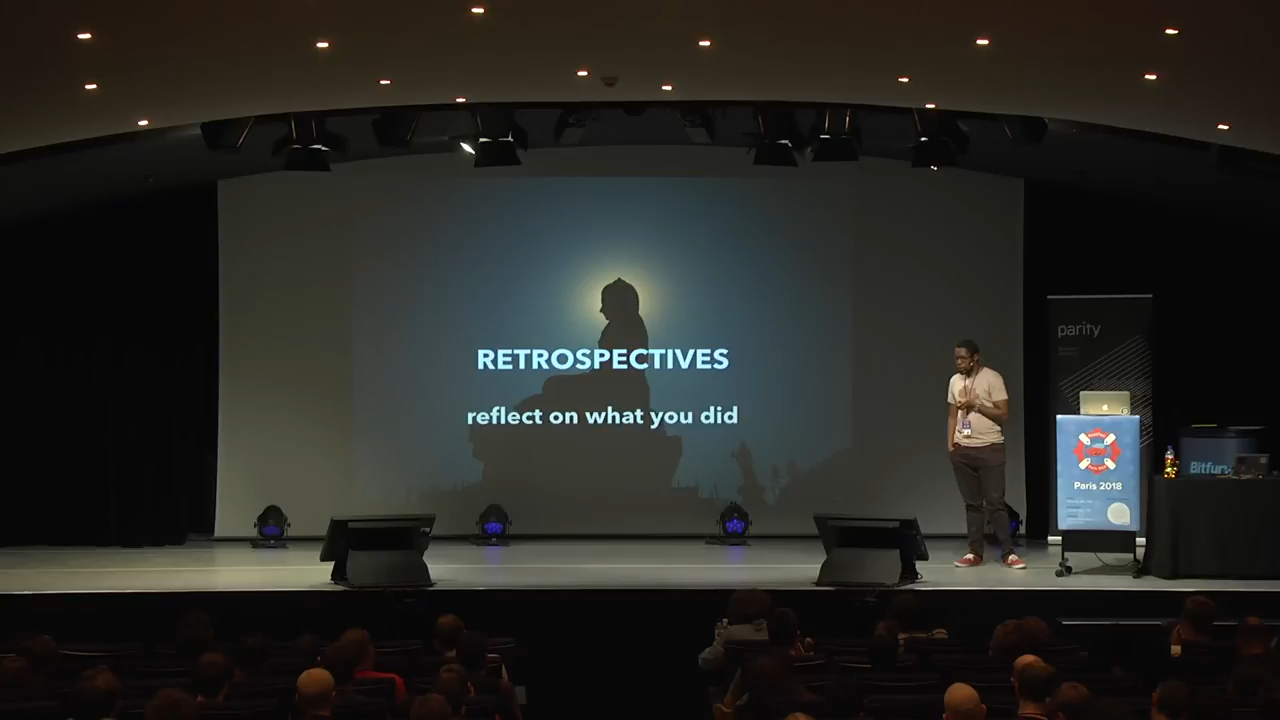 RETROSPECTIVES
reflect on what you did
parity
Paris 2018
Bitfury